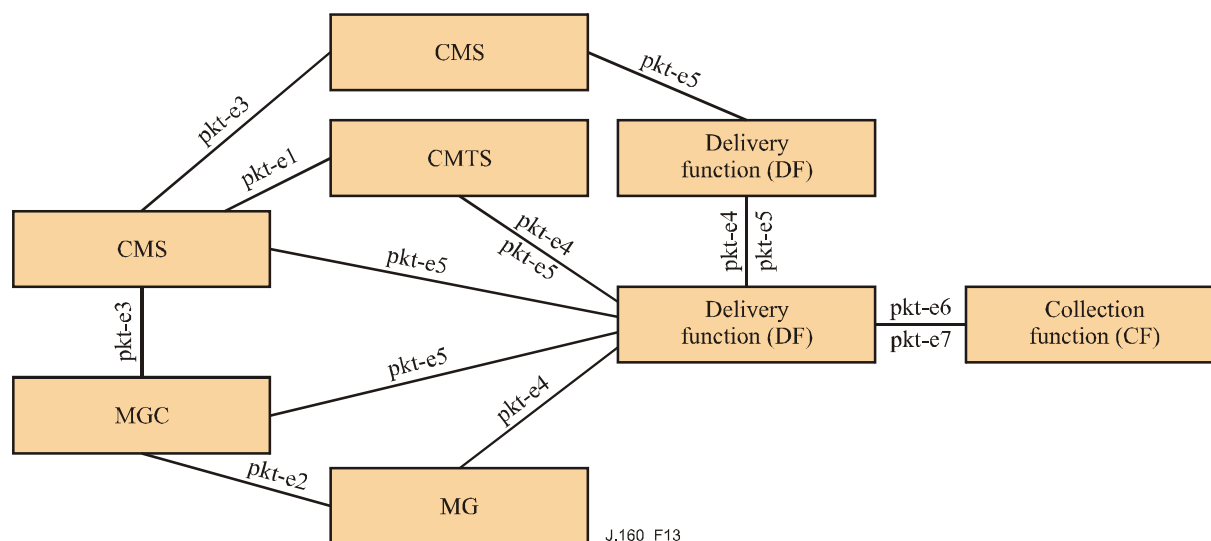 CMS
pkt-e5
pkt-e3
Delivery
function (DF)
CMTS
pkt-e1
pkt-e4
pkt-e5
CMS
pkt-e5
pkt-e4
pkt-e5
Delivery
function (DF)
pkt-e6
pkt-e7
Collection
function (CF)
pkt-e3
pkt-e5
MGC
pkt-e4
pkt-e2
MG
J.160_F13